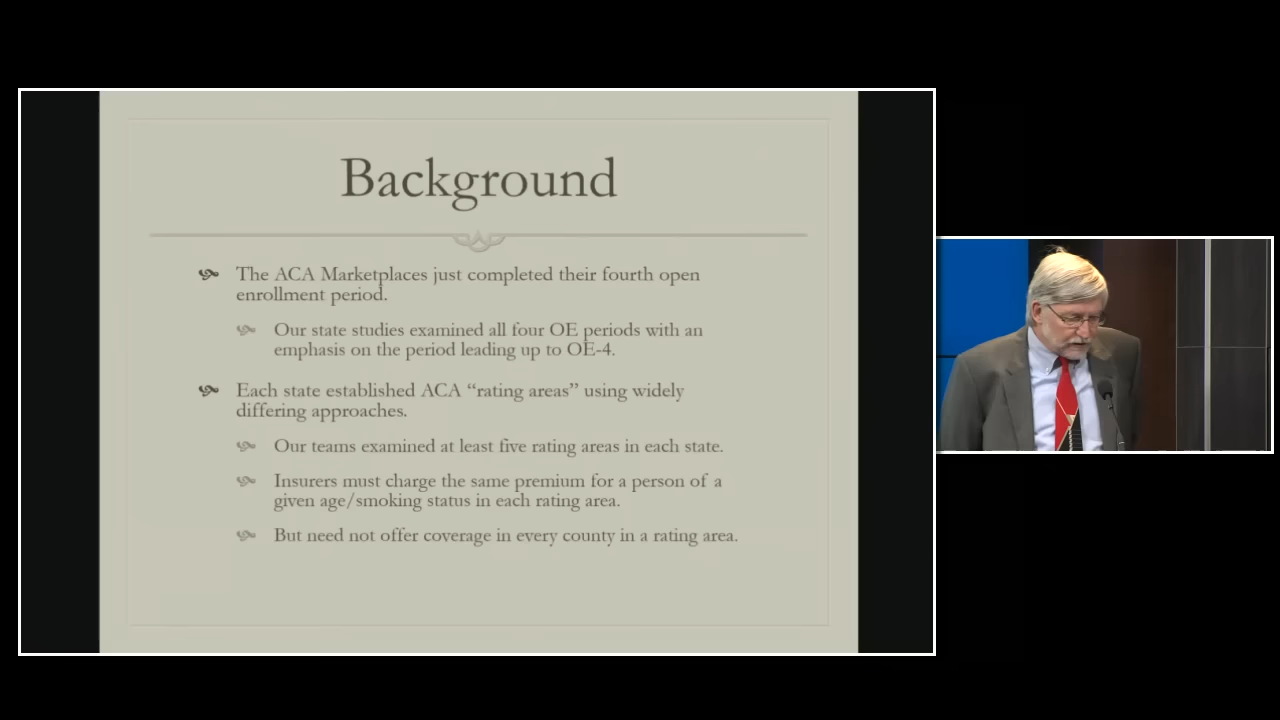 Background
The ACA Marketplaces just completed their fourth open
enrollment period.
Our state studies examined all four OE periods with an
emphasis on the period leading up to OE-4.
Each state established ACA “rating areas” using widely
differing approaches.
Our teams examined at least five rating areas in each state.
Insurers must charge the same premium for a person of a
given age/smoking status in each rating area.
But need not offer coverage in every county in a rating area.